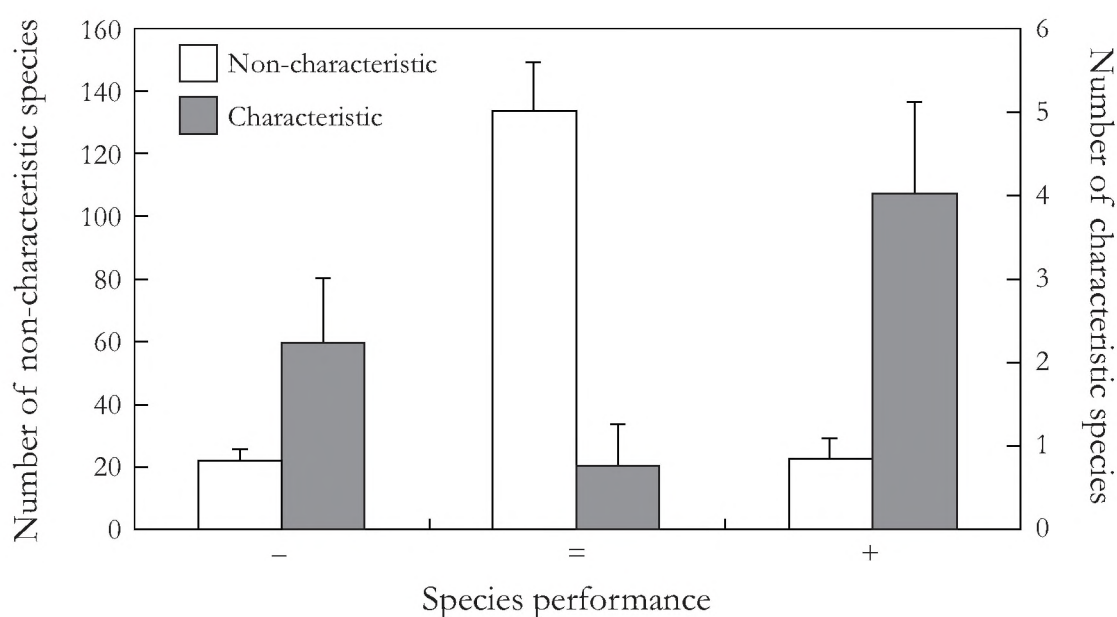 Number of non-characteristic species
160
140
120
100
80
60
40
20
0
Non-characteristic
Characteristic
6
5
4
3
2
1
0
Number of characteristic species
– = +
Species performance